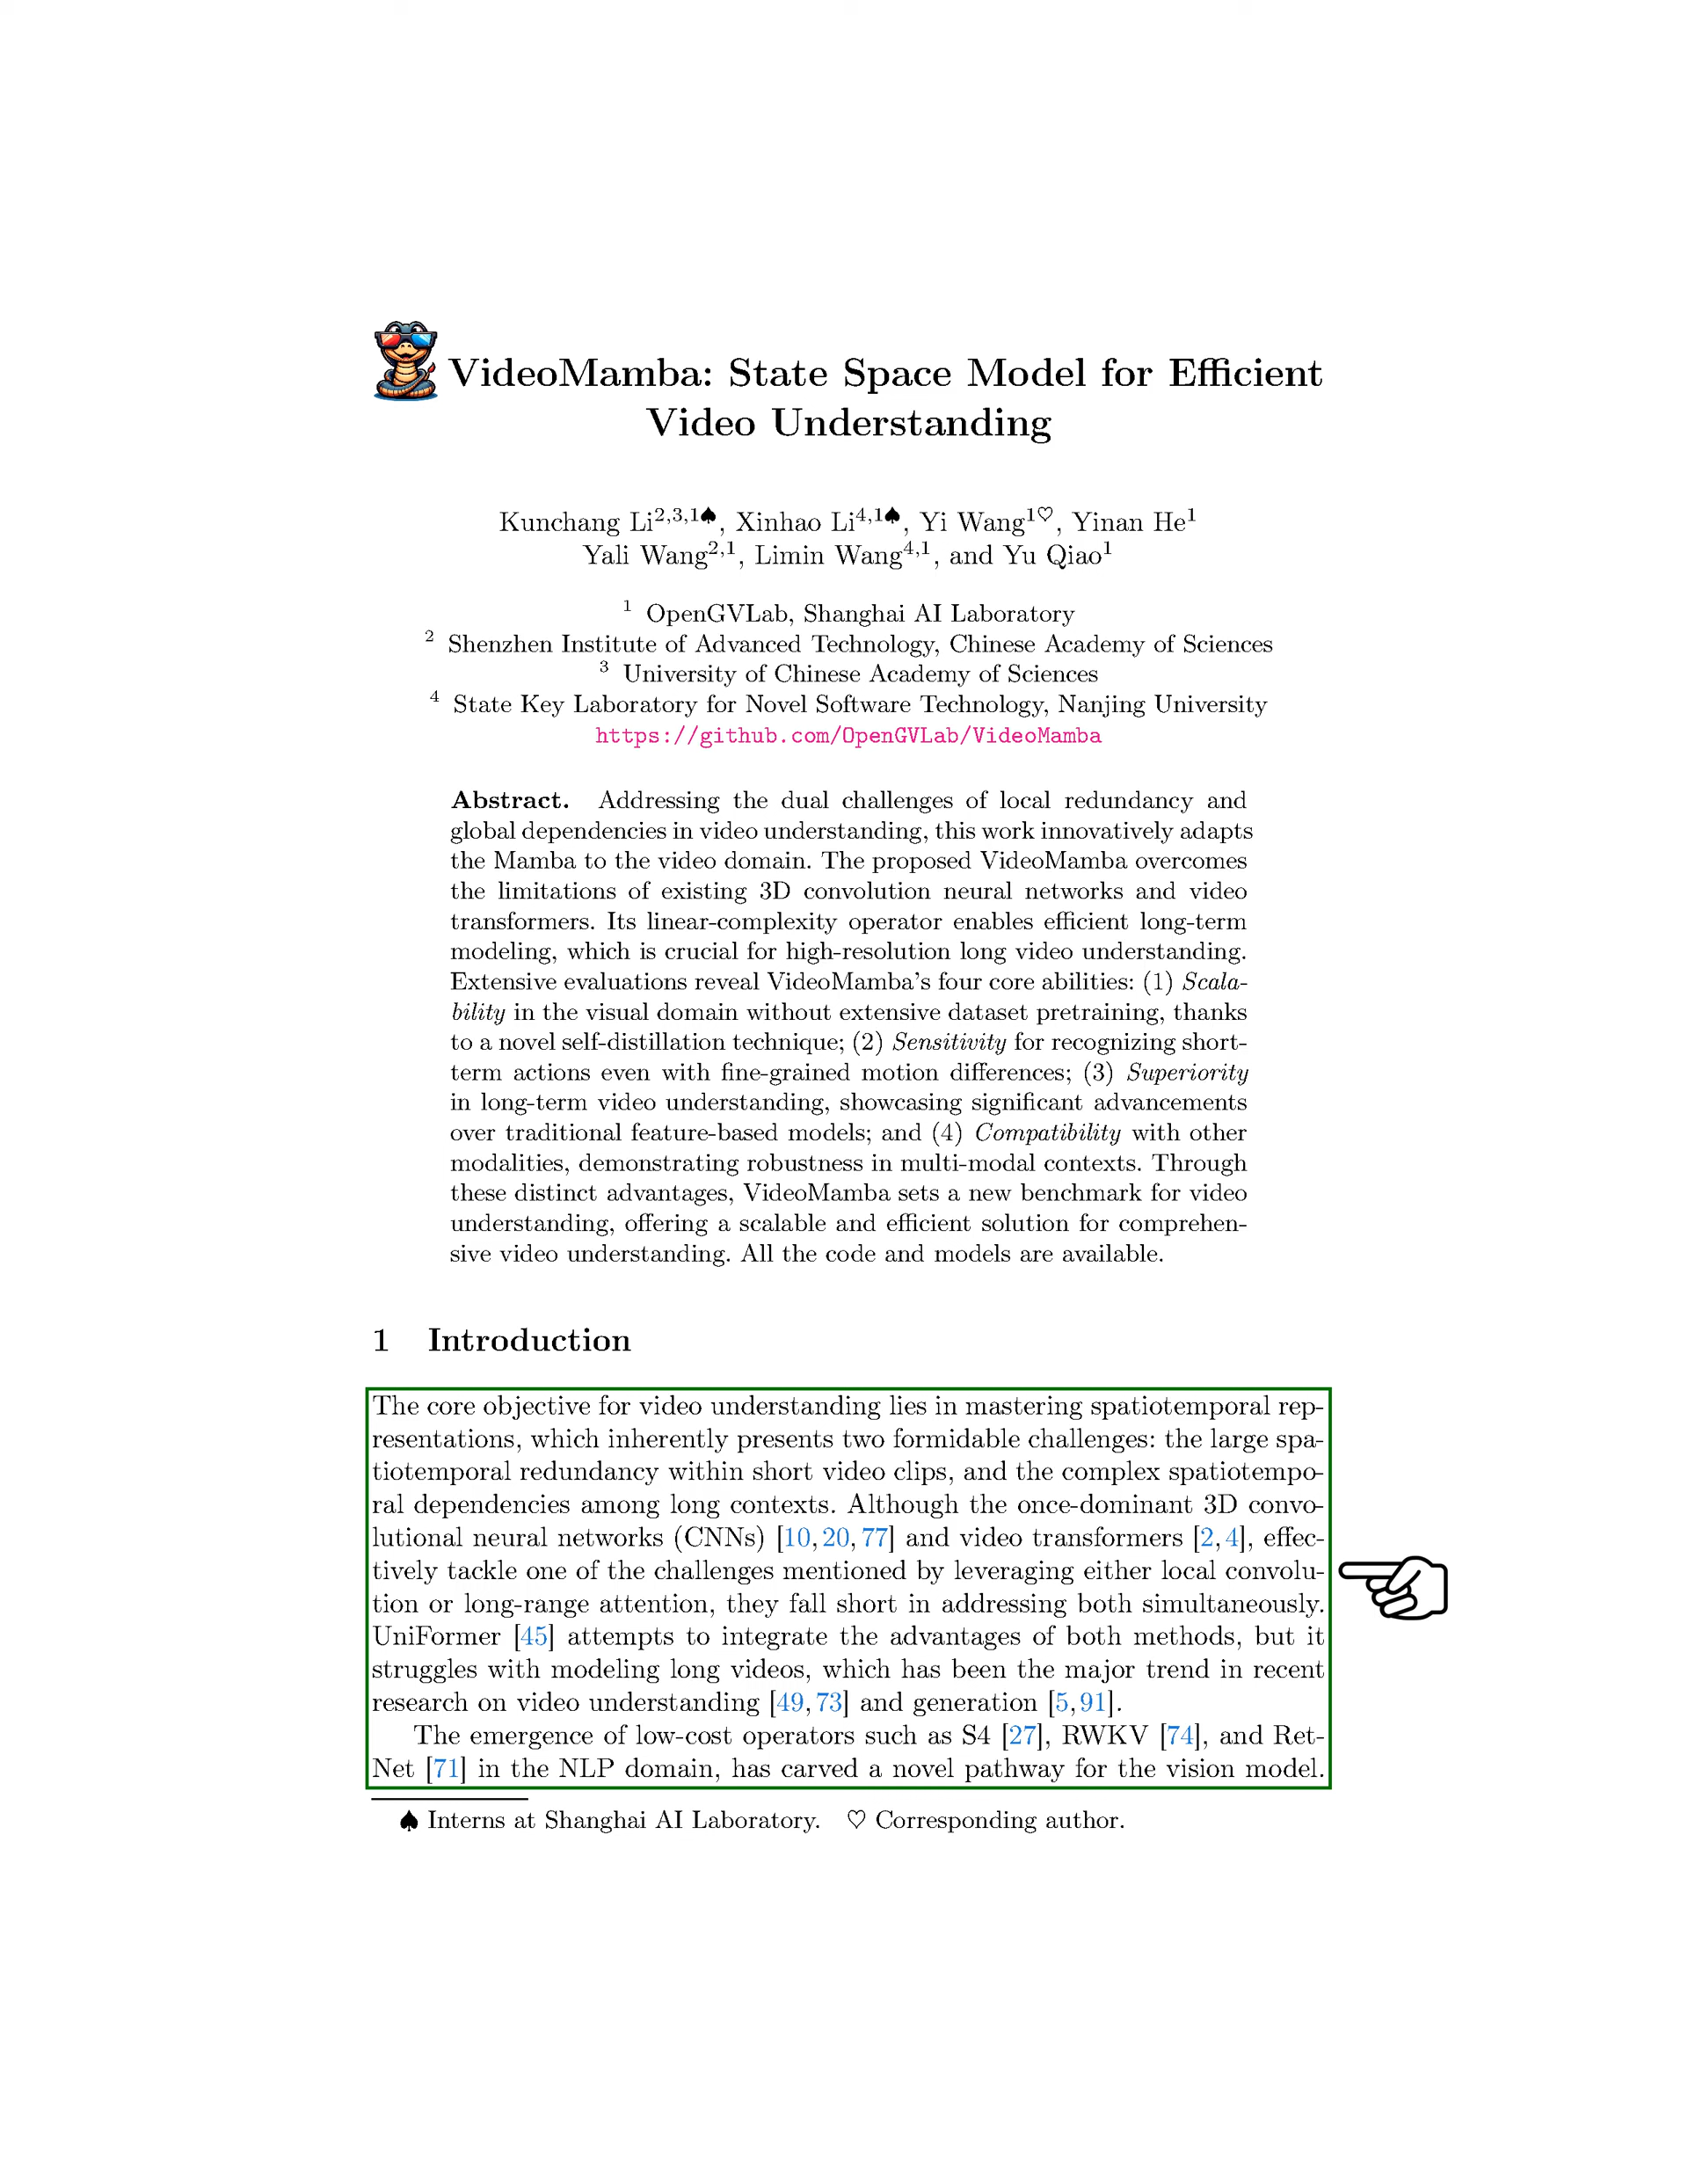 VideoMamba: State Space Model for Efficient
Video Understanding
Kunchang Li2,3,1♠, Xinhao Li4,1♠, Yi Wang1♡, Yinan He1
Yali Wang2,1, Limin Wang4,1, and Yu Qiao1
1 OpenGVLab, Shanghai AI Laboratory
2 Shenzhen Institute of Advanced Technology, Chinese Academy of Sciences
3 University of Chinese Academy of Sciences
4 State Key Laboratory for Novel Software Technology, Nanjing University
https://github.com/OpenGVLab/VideoMamba
Abstract. Addressing the dual challenges of local redundancy and
global dependencies in video understanding, this work innovatively adapts
the Mamba to the video domain. The proposed VideoMamba overcomes
the limitations of existing 3D convolution neural networks and video
transformers. Its linear-complexity operator enables efficient long-term
modeling, which is crucial for high-resolution long video understanding.
Extensive evaluations reveal VideoMamba's four core abilities: (1) Scala-
bility in the visual domain without extensive dataset pretraining, thanks
to a novel self-distillation technique; (2) Sensitivity for recognizing short-
term actions even with fine-grained motion differences; (3) Superiority
in long-term video understanding, showcasing significant advancements
over traditional feature-based models; and (4) Compatibility with other
modalities, demonstrating robustness in multi-modal contexts. Through
these distinct advantages, VideoMamba sets a new benchmark for video
understanding, offering a scalable and efficient solution for comprehen-
sive video understanding. All the code and models are available.
1 Introduction
The core objective for video understanding lies in mastering spatiotemporal rep-
resentations, which inherently presents two formidable challenges: the large spa-
tiotemporal redundancy within short video clips, and the complex spatiotempo-
ral dependencies among long contexts. Although the once-dominant 3D convo-
lutional neural networks (CNNs) [10,20,77] and video transformers [2,4], effec-
tively tackle one of the challenges mentioned by leveraging either local convolu-
tion or long-range attention, they fall short in addressing both simultaneously.
UniFormer [45] attempts to integrate the advantages of both methods, but it
struggles with modeling long videos, which has been the major trend in recent
research on video understanding [49,73] and generation [5,91].
The emergence of low-cost operators such as S4 [27], RWKV [74], and Ret-
Net [71] in the NLP domain, has carved a novel pathway for the vision model.
♠ Interns at Shanghai AI Laboratory. ♡ Corresponding author.